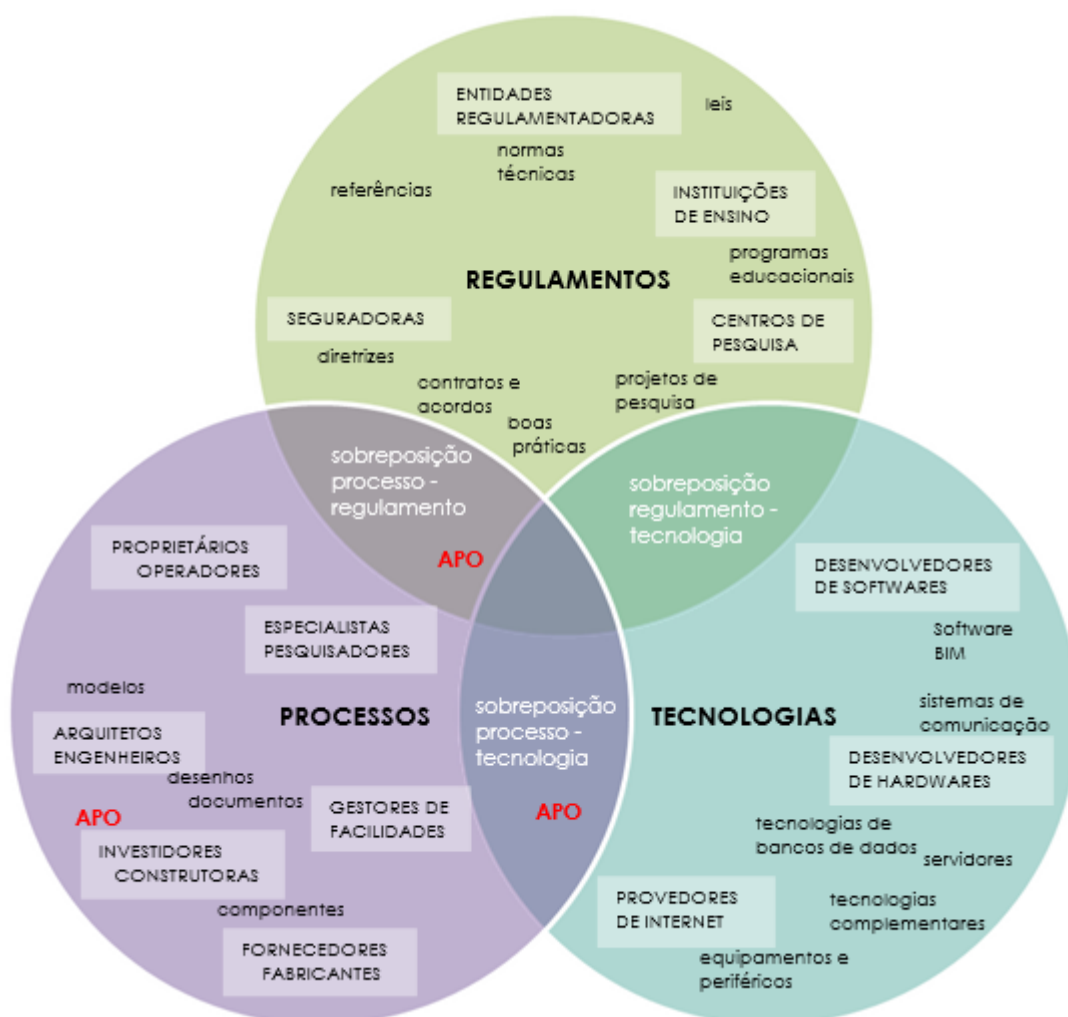 ENTIDADES
REGULAMENTADORAS
leis
normas
técnicas
referências
INSTITUIÇÕES
DE ENSINO
programas
educacionais
REGULAMENTOS
SEGURADORAS
diretrizes
CENTROS DE
PESQUISA
contratos e
acordos
projetos de
pesquisa
boas
práticas
sobreposição
processo -
regulamento
APO
sobreposição
regulamento -
tecnologia
PROPRIETÁRIOS
OPERADORES
ESPECIALISTAS
PESQUISADORES
modelos
PROCESSOS
ARQUITETOS
ENGENHEIROS
desenhos
documentos
APO
GESTORES DE
FACILIDADES
INVESTIDORES
CONSTRUTORAS
componentes
FORNECEDORES
FABRICANTES
sobreposição
processo -
tecnologia
APO
DESENVOLVEDORES
DE SOFTWARES
Software
BIM
TECNOLOGIAS
sistemas de
comunicação
DESENVOLVEDORES
DE HARDWARES
tecnologias de
bancos de dados
servidores
PROVEDORES
DE INTERNET
tecnologias
complementares
equipamentos e
periféricos